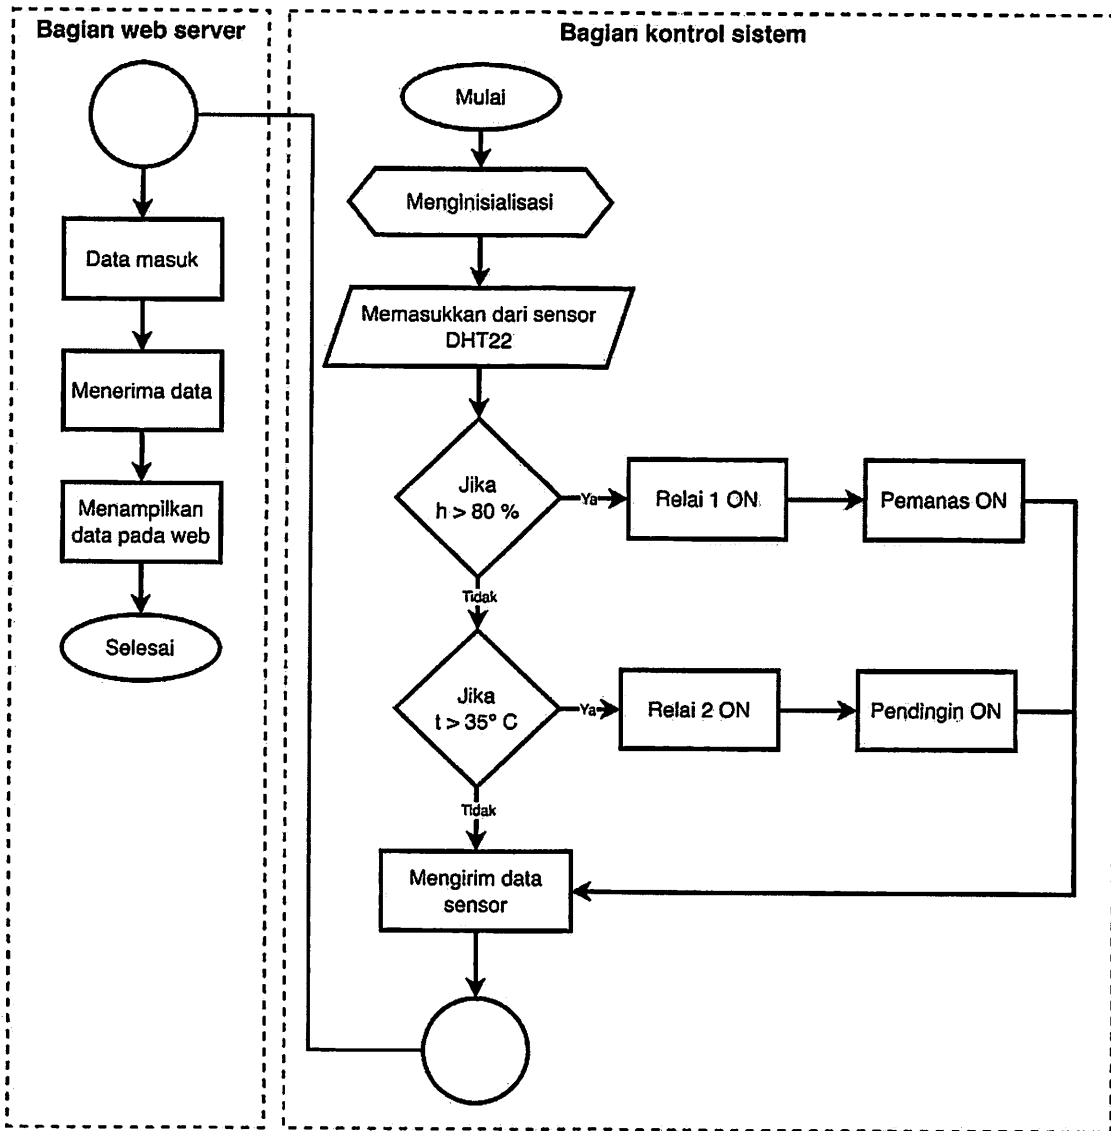 Bagian web server
Data masuk
Menerima data
Menampilkan
data pada web
Selesai
Bagian kontrol sistem
Mulai
Menginisialisasi
Memasukkan dari sensor
DHT22
Jika
h > 80 %
Ya
Relai 1 ON
Pemanas ON
Tidak
Jika
t > 35° C
Ya
Relai 2 ON
Pendingin ON
Tidak
Mengirim data
sensor